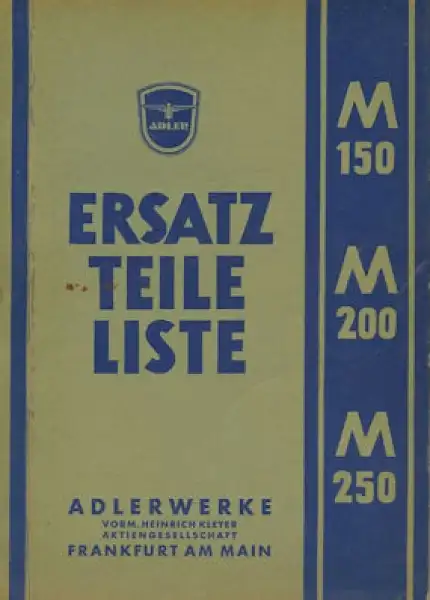 ADLER
ERSATZ
TEILE
LISTE
ADLERWERKE
VORM. HEINRICH KLEYER
AKTIENGESELLSCHAFT
FRANKFURT AM MAIN
M
150
M
200
M
250